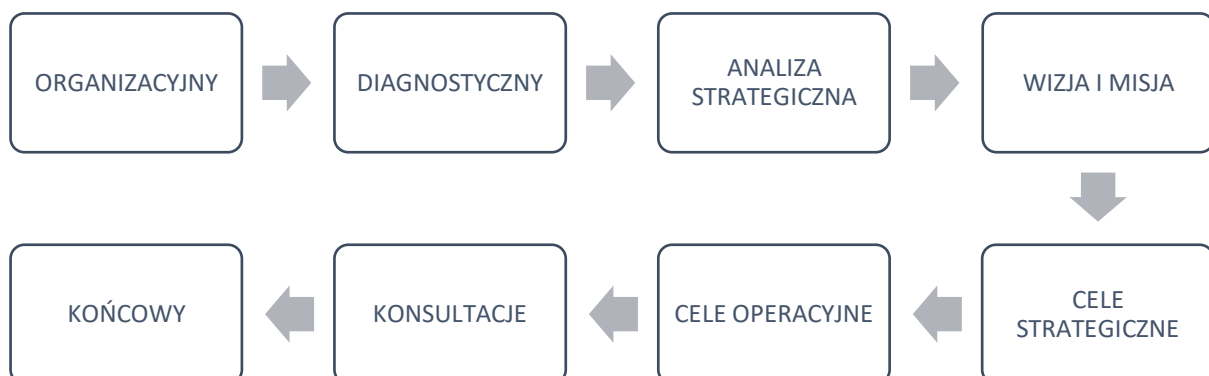 ORGANIZACYJNY
DIAGNOSTYCZNY
ANALIZA
STRATEGICZNA
WIZJA I MISJA
CELE
STRATEGICZNE
CELE OPERACYJNE
KONSULTACJE
KOŃCOWY